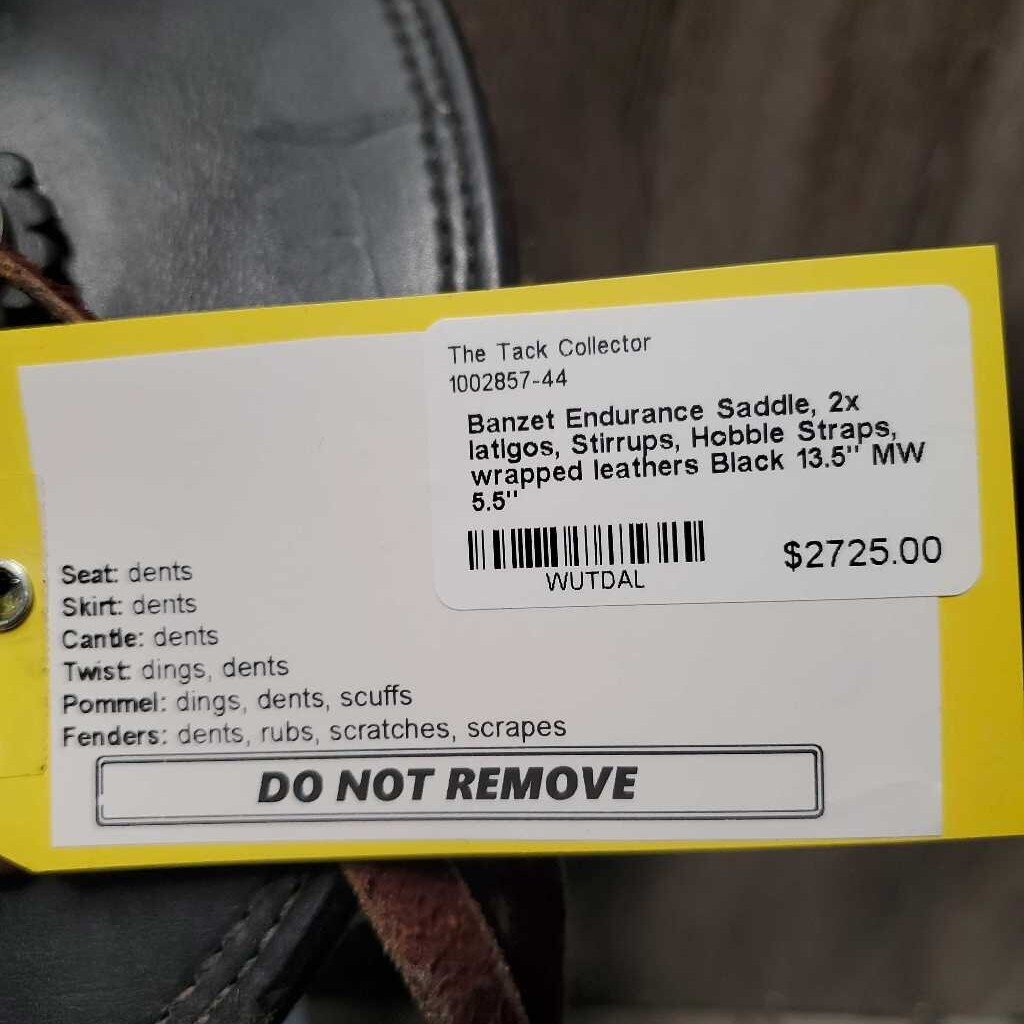 The Tack Collector
1002857-44
Banzet Endurance Saddle, 2x
latigos, Stirrups, Hobble Straps,
wrapped leathers Black 13.5" MW
5.5"
WUTDAL
$2725.00
Seat: dents
Skirt: dents
Cantle: dents
Twist: dings, dents
Pommel: dings, dents, scuffs
Fenders: dents, rubs, scratches, scrapes
DO NOT REMOVE